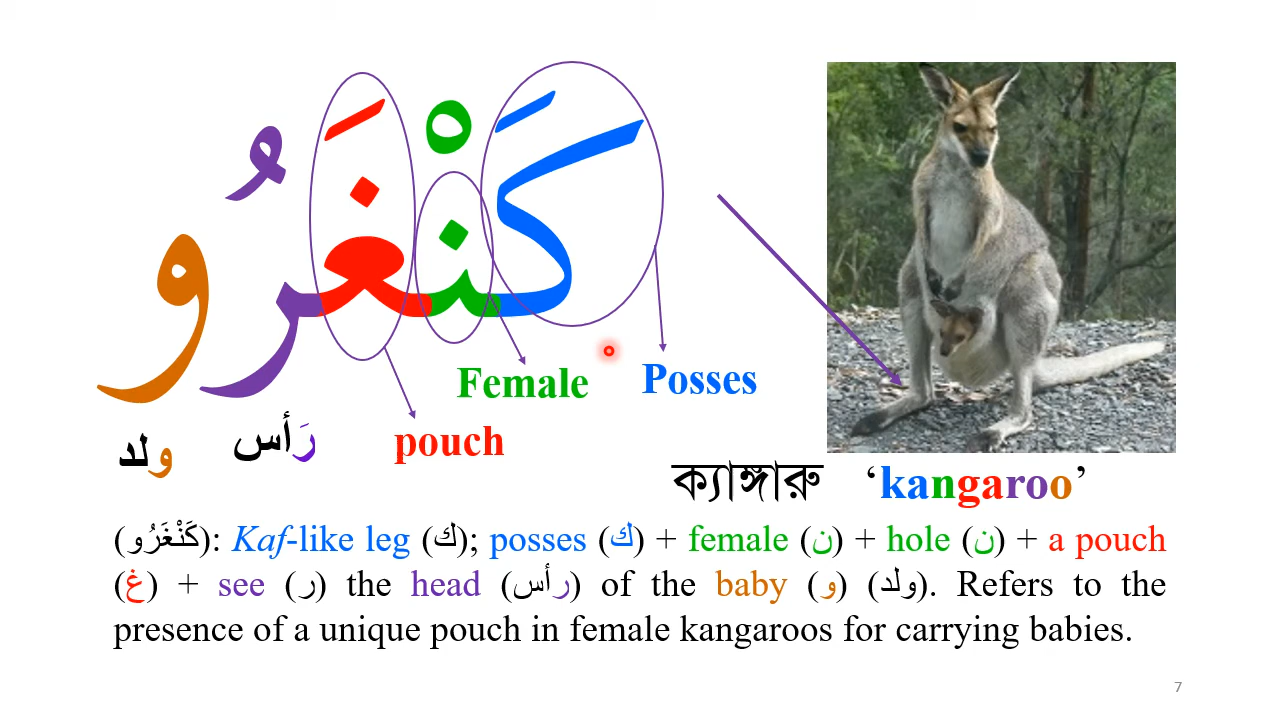 كَنْغَرُو
Female
Posses
pouch
رَأس
ولد
ক্যাঙ্গারু ‘kangaroo’
(كَنْغَرُو): Kaf-like leg (ك); posses (ك) + female (ن) + hole (ن) + a pouch
(غ) + see (ر) the head (رأس) of the baby (و) (ولد). Refers to the
presence of a unique pouch in female kangaroos for carrying babies.
7